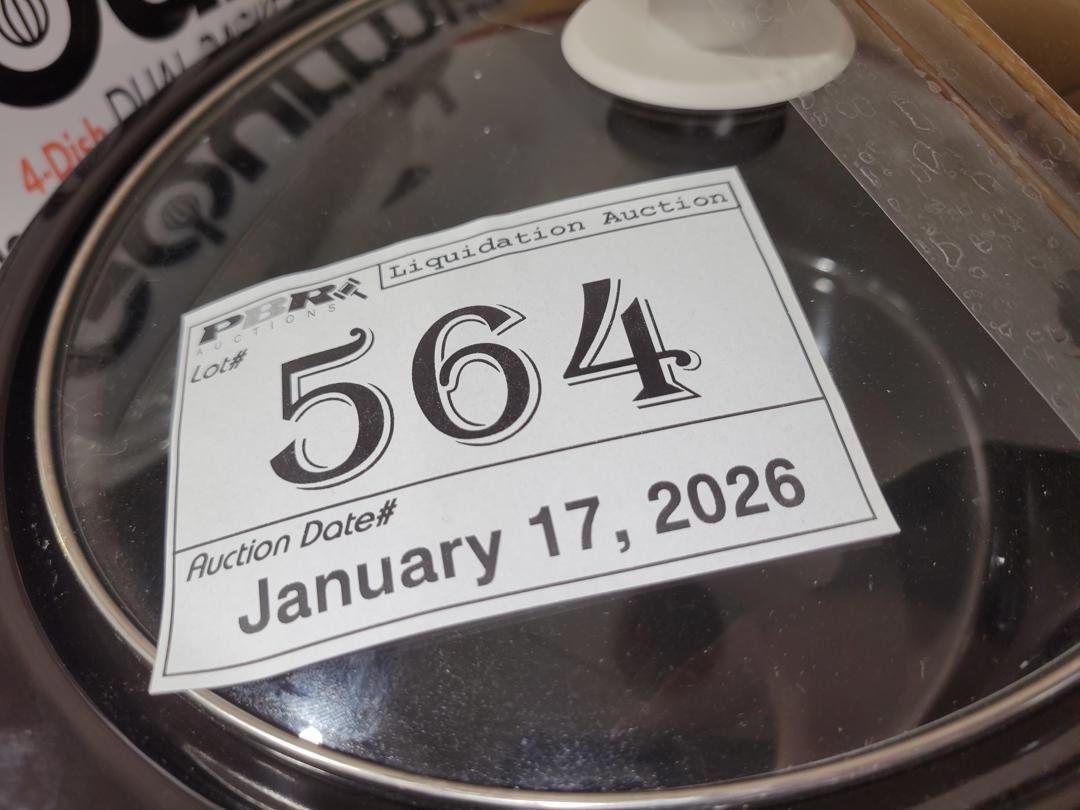 4-Dish DUAL
PBR
AUCTIONS
Liquidation Auction
Lot#
564
Auction Date#
January 17, 2026